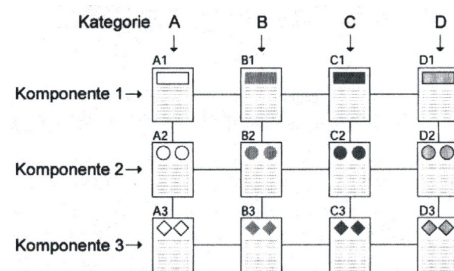 Kategorie A B C D
A1 B1 C1 D1
Komponente 1
A2 B2 C2 D2
Komponente 2
A3 B3 C3 D3
Komponente 3